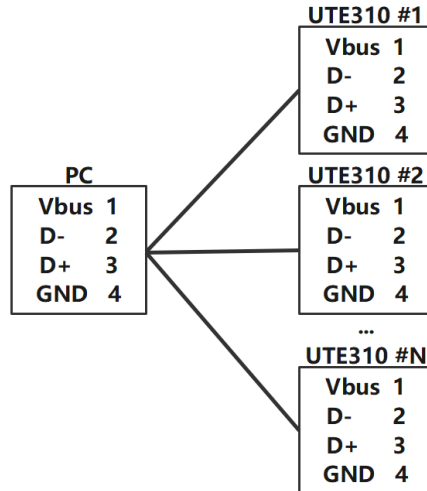 PC
Vbus 1
D- 2
D+ 3
GND 4
UTE310 #1
Vbus 1
D- 2
D+ 3
GND 4
UTE310 #2
Vbus 1
D- 2
D+ 3
GND 4
...
UTE310 #N
Vbus 1
D- 2
D+ 3
GND 4